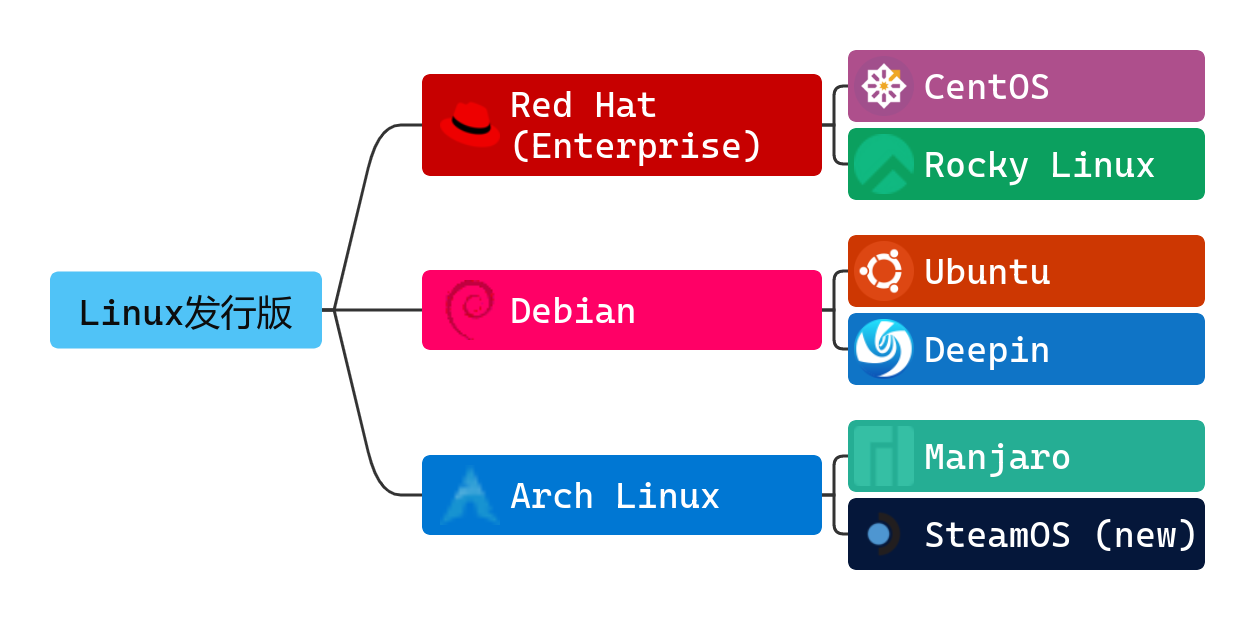 Linux发行版
Red Hat
(Enterprise)
CentOS
Rocky Linux
Debian
Ubuntu
Deepin
Arch Linux
Manjaro
SteamOS (new)